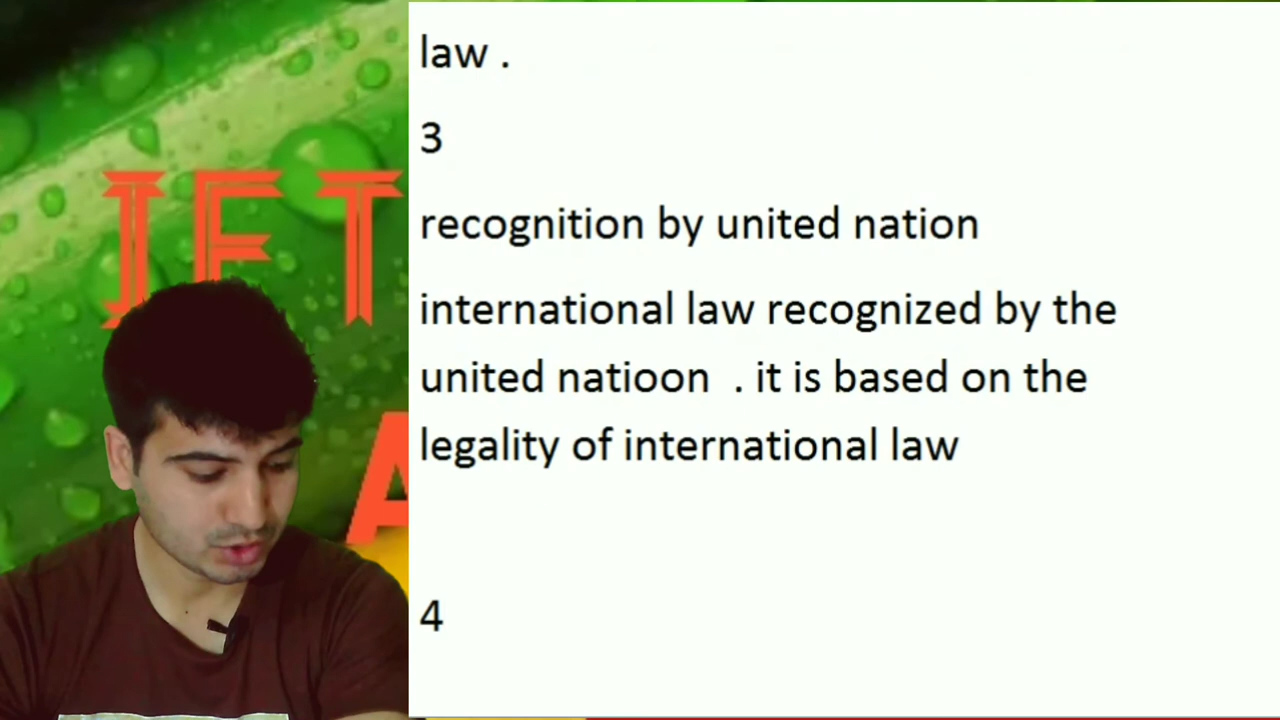 law .
3
recognition by united nation
international law recognized by the
united natioon . it is based on the
legality of international law
4
JET
A